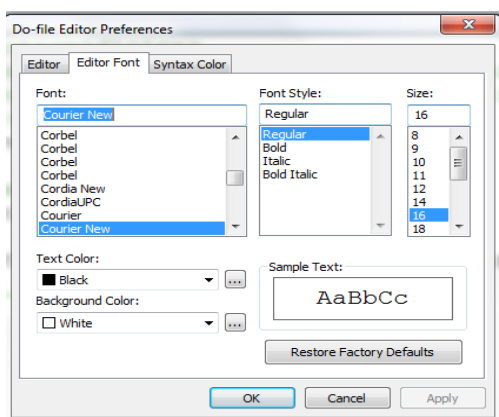 Do-file Editor Preferences
Editor Editor Font Syntax Color
Font: Font Style: Size:
Courier New Regular 16
Corbel Regular 8
Corbel Bold 9
Corbel Italic 10
Corbel Bold Italic 11
Cordia New 12
CordiaUPC 14
Courier 16
Courier New 18
Text Color:
Black ...
Sample Text:
AaBbCc
Background Color:
White ...
Restore Factory Defaults
OK Cancel Apply